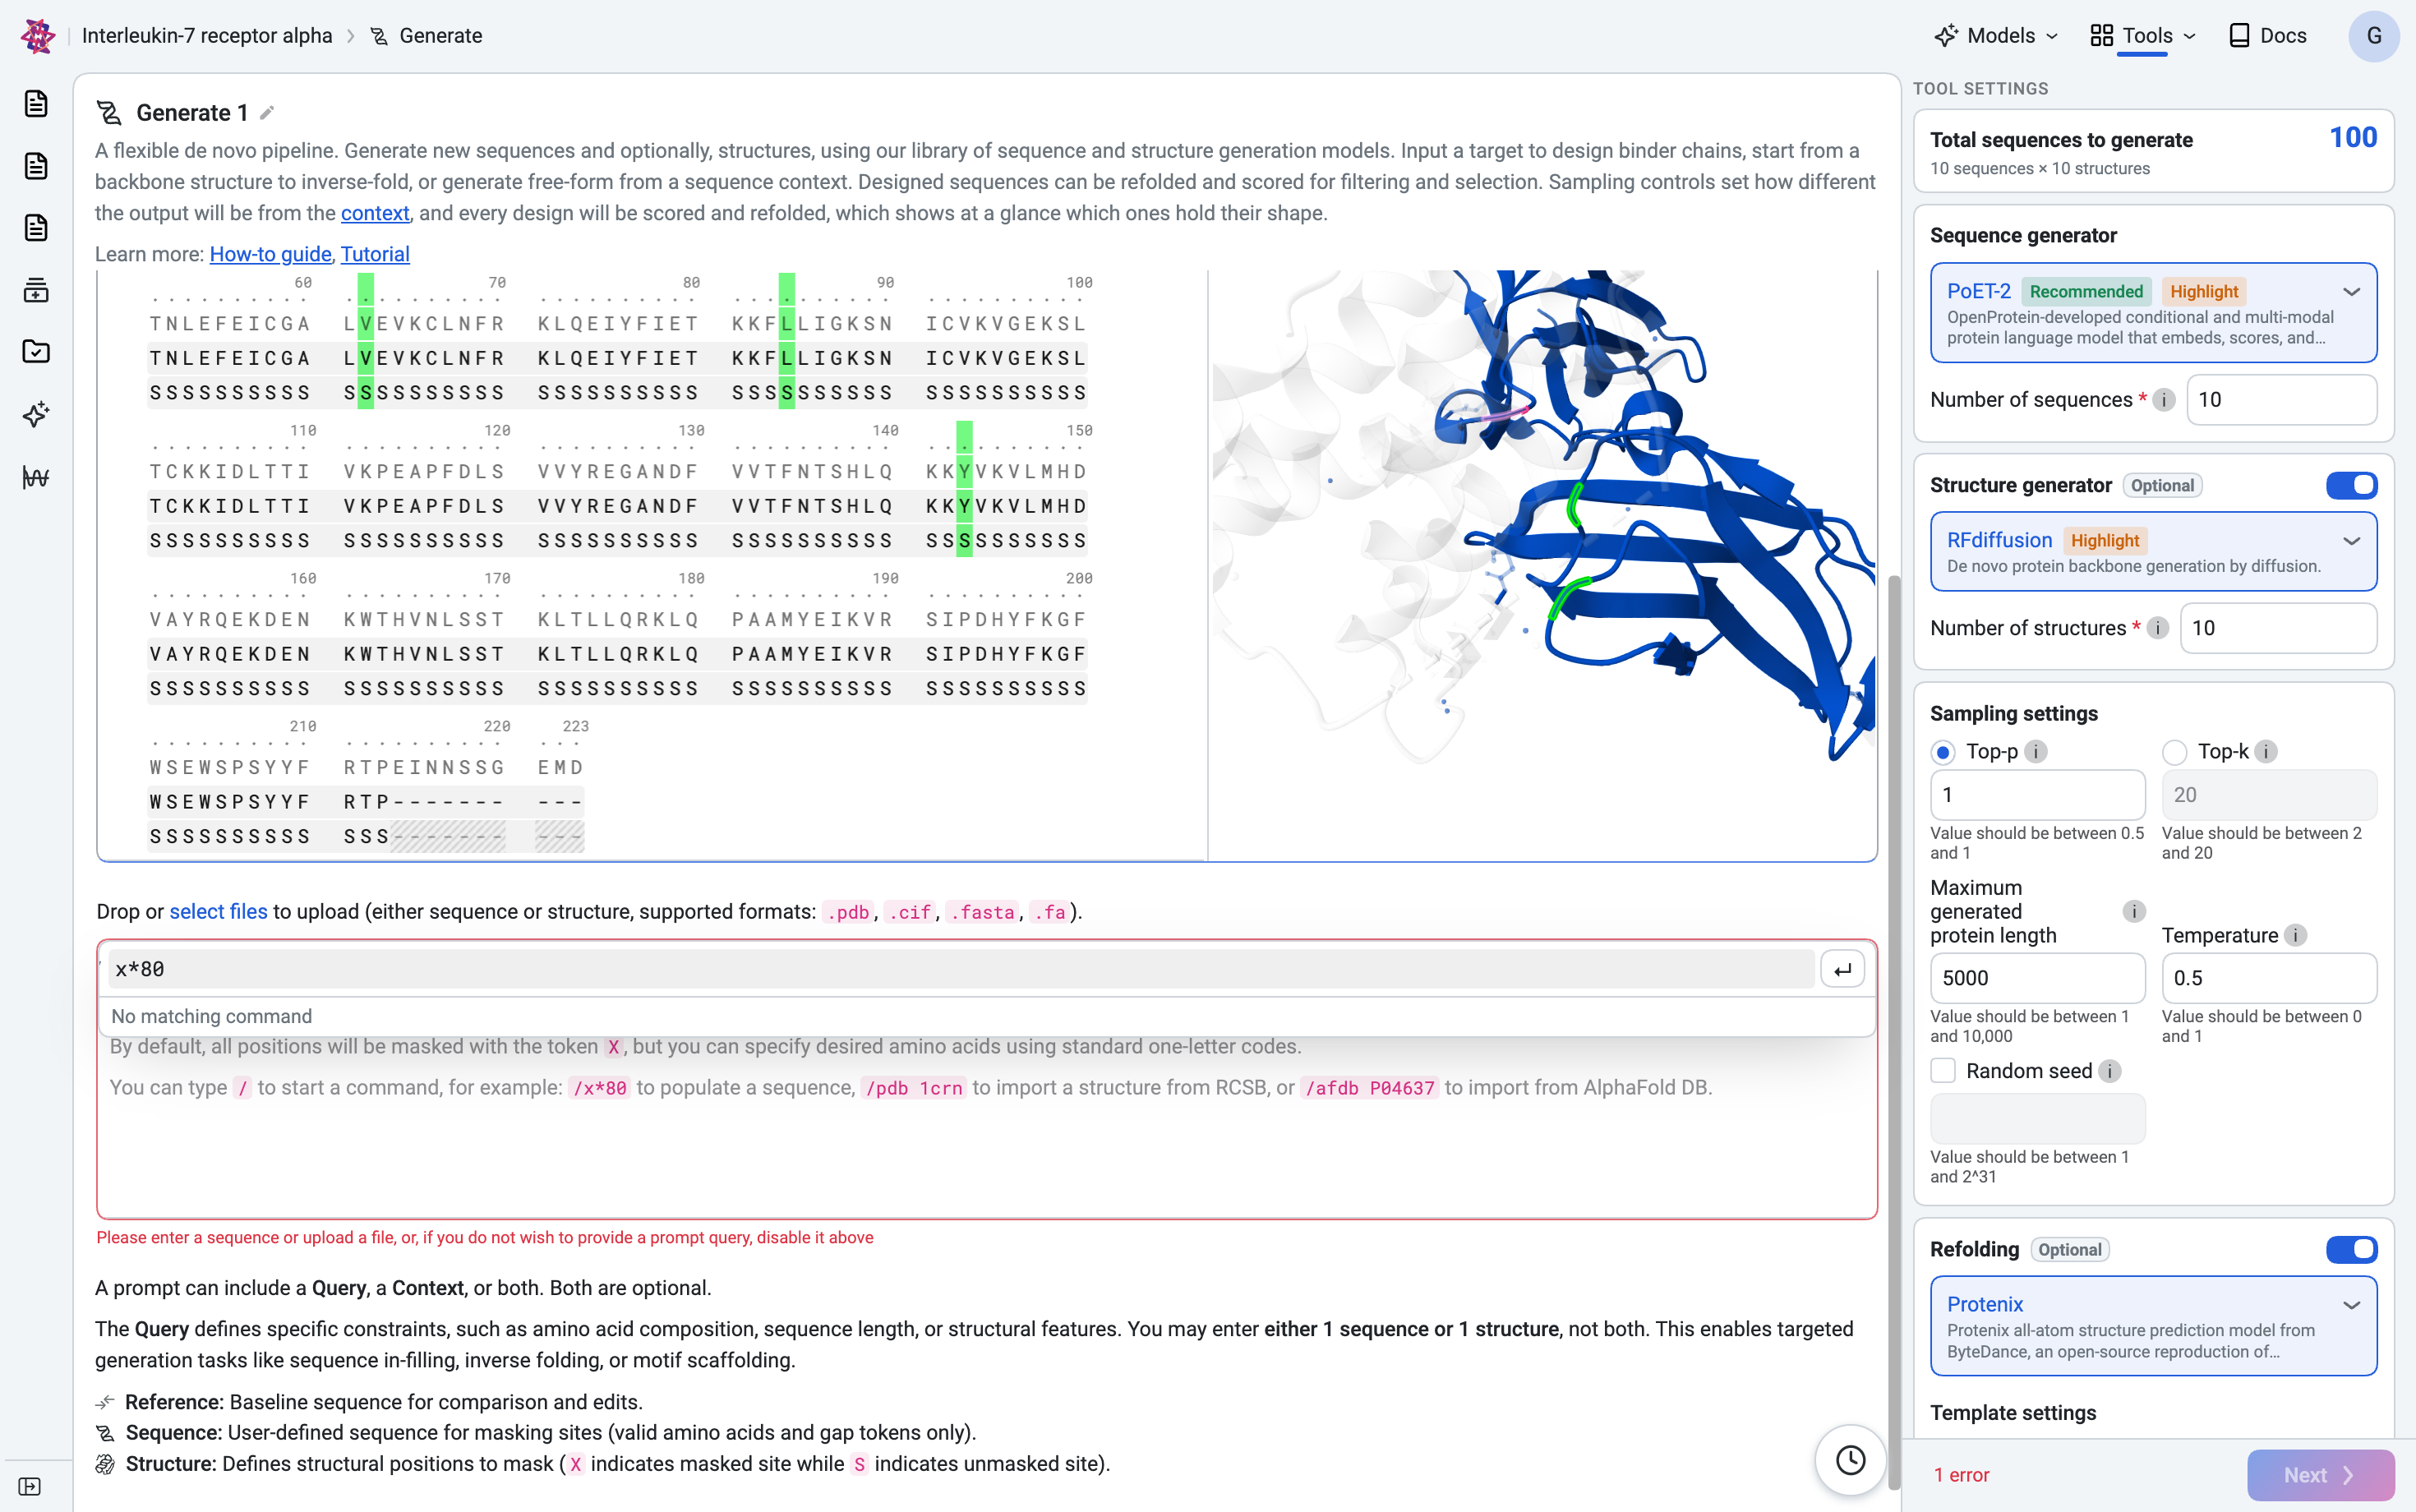 Interleukin-7 receptor alpha > Generate
Models
Tools
Docs
G
Generate 1
A flexible de novo pipeline. Generate new sequences and optionally, structures, using our library of sequence and structure generation models. Input a target to design binder chains, start from a
backbone structure to inverse-fold, or generate free-form from a sequence context. Designed sequences can be refolded and scored for filtering and selection. Sampling controls set how different
the output will be from the context, and every design will be scored and refolded, which shows at a glance which ones hold their shape.
Learn more: How-to guide, Tutorial
60 70 80 90 100
TNLEFEICGA LVEVKCLNFR KLQEIYFIET KKFLLIGKSN ICVKVGEKSL
TNLEFEICGA LVEVKCLNFR KLQEIYFIET KKFLLIGKSN ICVKVGEKSL
SSSSSSSSSS SSSSSSSSSS SSSSSSSSSS SSSSSSSSSS SSSSSSSSSS
110 120 130 140 150
TCKKIDLTTI VKPEAPFDLS VVYREGANDF VVTFNTSHLQ KKYVKVLMHD
TCKKIDLTTI VKPEAPFDLS VVYREGANDF VVTFNTSHLQ KKYVKVLMHD
SSSSSSSSSS SSSSSSSSSS SSSSSSSSSS SSSSSSSSSS SSSSSSSSSS
160 170 180 190 200
VAYRQEKDEN KWTHVNLSST KLTLLQRKLQ PAAMYEIKVR SIPDHYFKGF
VAYRQEKDEN KWTHVNLSST KLTLLQRKLQ PAAMYEIKVR SIPDHYFKGF
SSSSSSSSSS SSSSSSSSSS SSSSSSSSSS SSSSSSSSSS SSSSSSSSSS
210 220 223
WSEWSPSYYF RTPEINNSSG EMD
WSEWSPSYYF RTP------- ---
SSSSSSSSSS SSS------- ---
Drop or select files to upload (either sequence or structure, supported formats: .pdb, .cif, .fasta, .fa).
x*80
No matching command
By default, all positions will be masked with the token X, but you can specify desired amino acids using standard one-letter codes.
You can type / to start a command, for example: /x*80 to populate a sequence, /pdb 1crn to import a structure from RCSB, or /afdb P04637 to import from AlphaFold DB.
Please enter a sequence or upload a file, or, if you do not wish to provide a prompt query, disable it above
A prompt can include a Query, a Context, or both. Both are optional.
The Query defines specific constraints, such as amino acid composition, sequence length, or structural features. You may enter either 1 sequence or 1 structure, not both. This enables targeted
generation tasks like sequence in-filling, inverse folding, or motif scaffolding.
Reference: Baseline sequence for comparison and edits.
Sequence: User-defined sequence for masking sites (valid amino acids and gap tokens only).
Structure: Defines structural positions to mask (X indicates masked site while S indicates unmasked site).
TOOL SETTINGS
Total sequences to generate 100
10 sequences × 10 structures
Sequence generator
PoET-2 Recommended Highlight
OpenProtein-developed conditional and multi-modal
protein language model that embeds, scores, and...
Number of sequences * i 10
Structure generator Optional
RFdiffusion Highlight
De novo protein backbone generation by diffusion.
Number of structures * i 10
Sampling settings
Top-p i Top-k i
1 20
Value should be between 0.5 Value should be between 2
and 1 and 20
Maximum
generated
protein length i Temperature i
5000 0.5
Value should be between 1 Value should be between 0
and 10,000 and 1
Random seed i
Value should be between 1
and 2^31
Refolding Optional
Protenix
Protenix all-atom structure prediction model from
ByteDance, an open-source reproduction of...
Template settings
1 error
Next